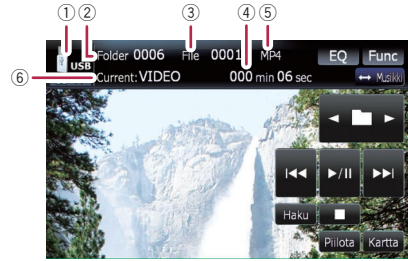 ① ② ③ ④ ⑤
USB Folder 0006 File 0001 MP4 EQ Func
⑥ Current: VIDEO 000 min 06 sec ↔ Musiikki
Haku
Piilota Kartta